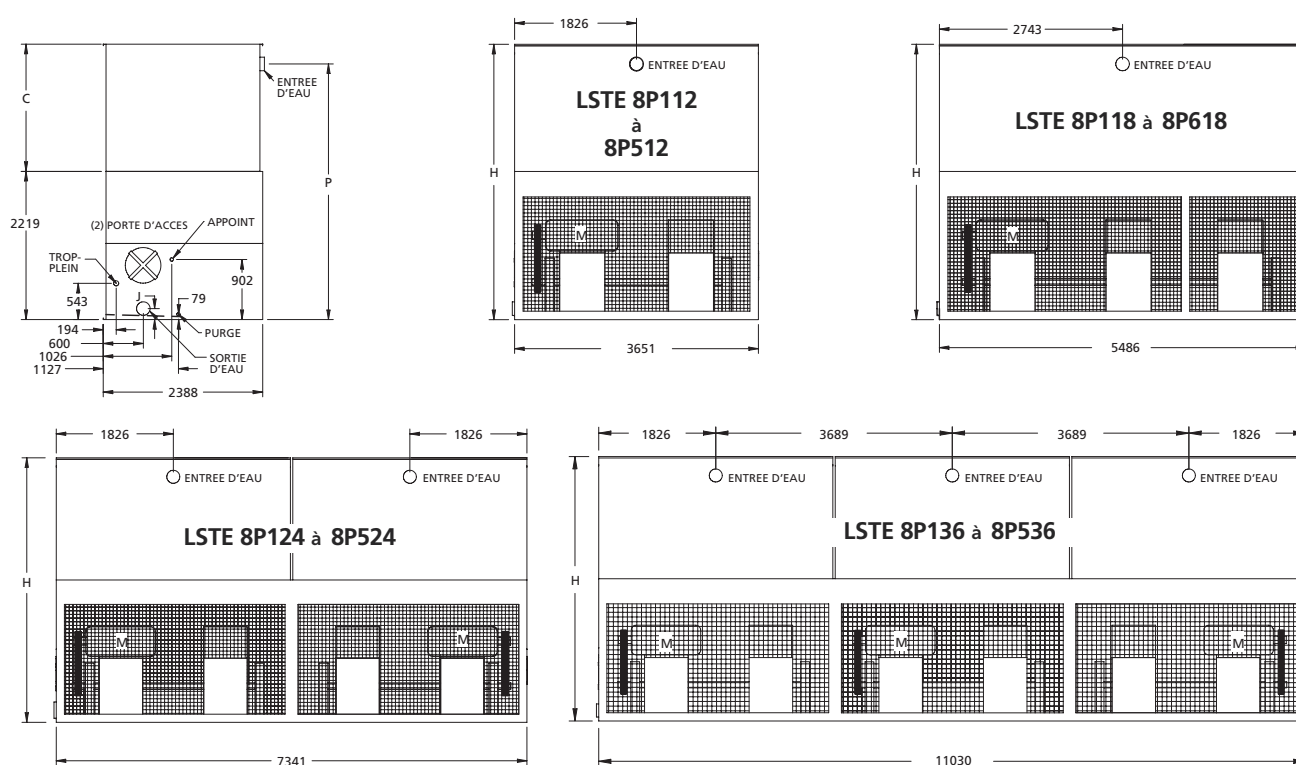 ENTREE
D'EAU
C
P
2219
(2) PORTE D'ACCES
APPOINT
TROP-
PLEIN
902
543
J
79
194
PURGE
600
SORTIE
D'EAU
1026
1127
2388
1826
ENTREE D'EAU
LSTE 8P112
à
8P512
H
M
3651
2743
ENTREE D'EAU
LSTE 8P118 à 8P618
H
M
5486
1826
1826
ENTREE D'EAU
ENTREE D'EAU
LSTE 8P124 à 8P524
H
M
M
7341
1826
3689
3689
1826
ENTREE D'EAU
ENTREE D'EAU
ENTREE D'EAU
LSTE 8P136 à 8P536
H
M
M
M
11030